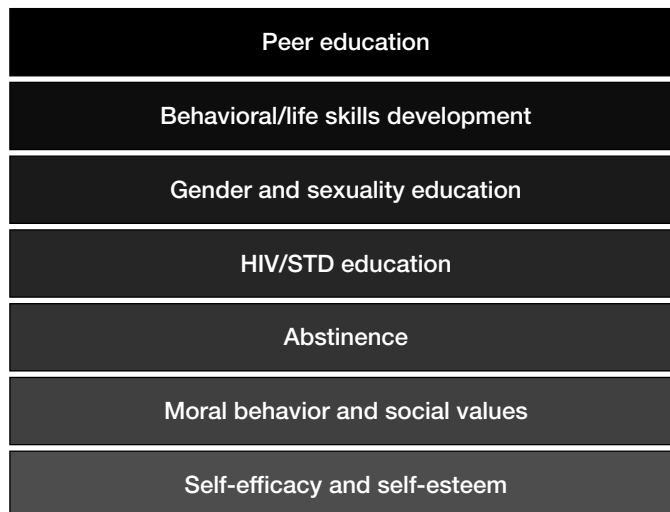 Peer education
Behavioral/life skills development
Gender and sexuality education
HIV/STD education
Abstinence
Moral behavior and social values
Self-efficacy and self-esteem